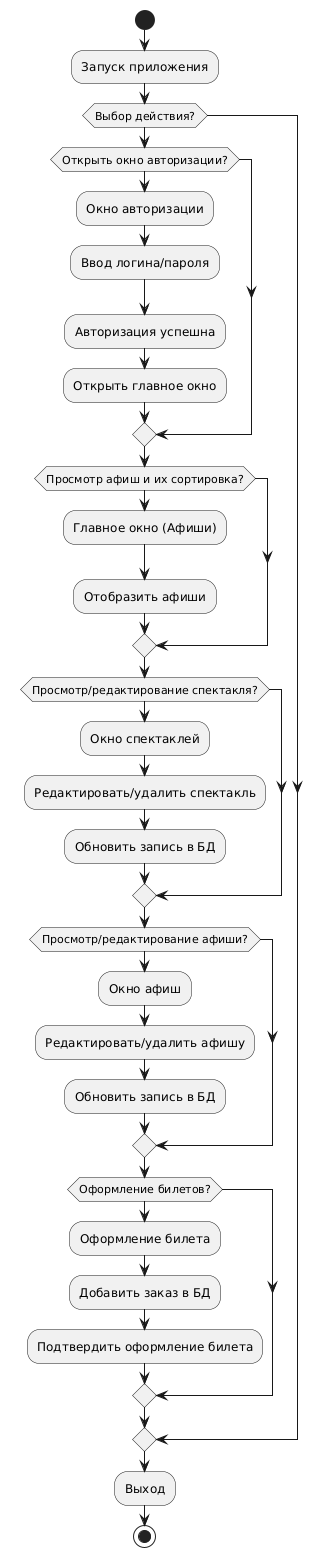 Запуск приложения
Выбор действия?
Открыть окно авторизации?
Окно авторизации
Ввод логина/пароля
Авторизация успешна
Открыть главное окно
Просмотр афиш и их сортировка?
Главное окно (Афиши)
Отобразить афиши
Просмотр/редактирование спектакля?
Окно спектаклей
Редактировать/удалить спектакль
Обновить запись в БД
Просмотр/редактирование афиши?
Окно афиш
Редактировать/удалить афишу
Обновить запись в БД
Оформление билетов?
Оформление билета
Добавить заказ в БД
Подтвердить оформление билета
Выход